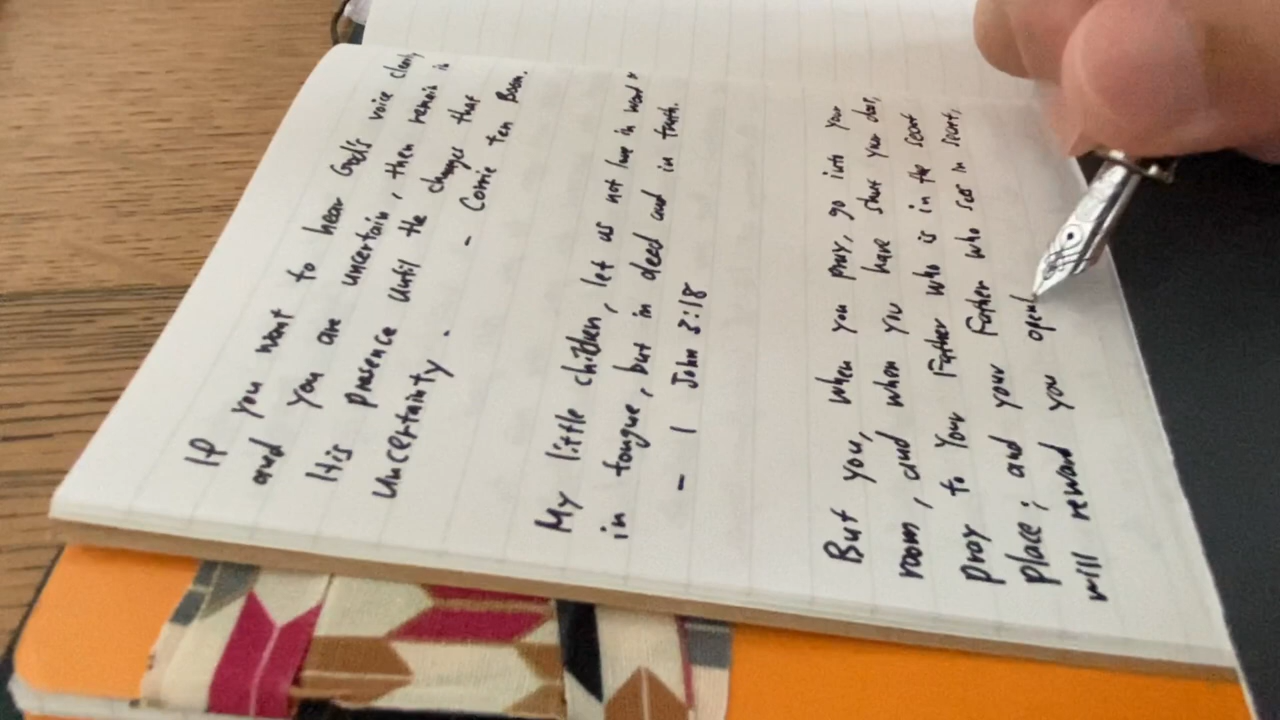 If you want to hear God's voice clearly
and you are uncertain, then remain in
His presence until the changes that
Uncertainty.
- Corrie ten Boom.
My little children, let us not love in word or
in tongue, but in deed and in truth.
- 1 John 3:18
But you, when you pray, go into your
room, and when you have shut your door,
pray to your Father who is in the secret
place; and your Father who sees in secret,
will reward you openl